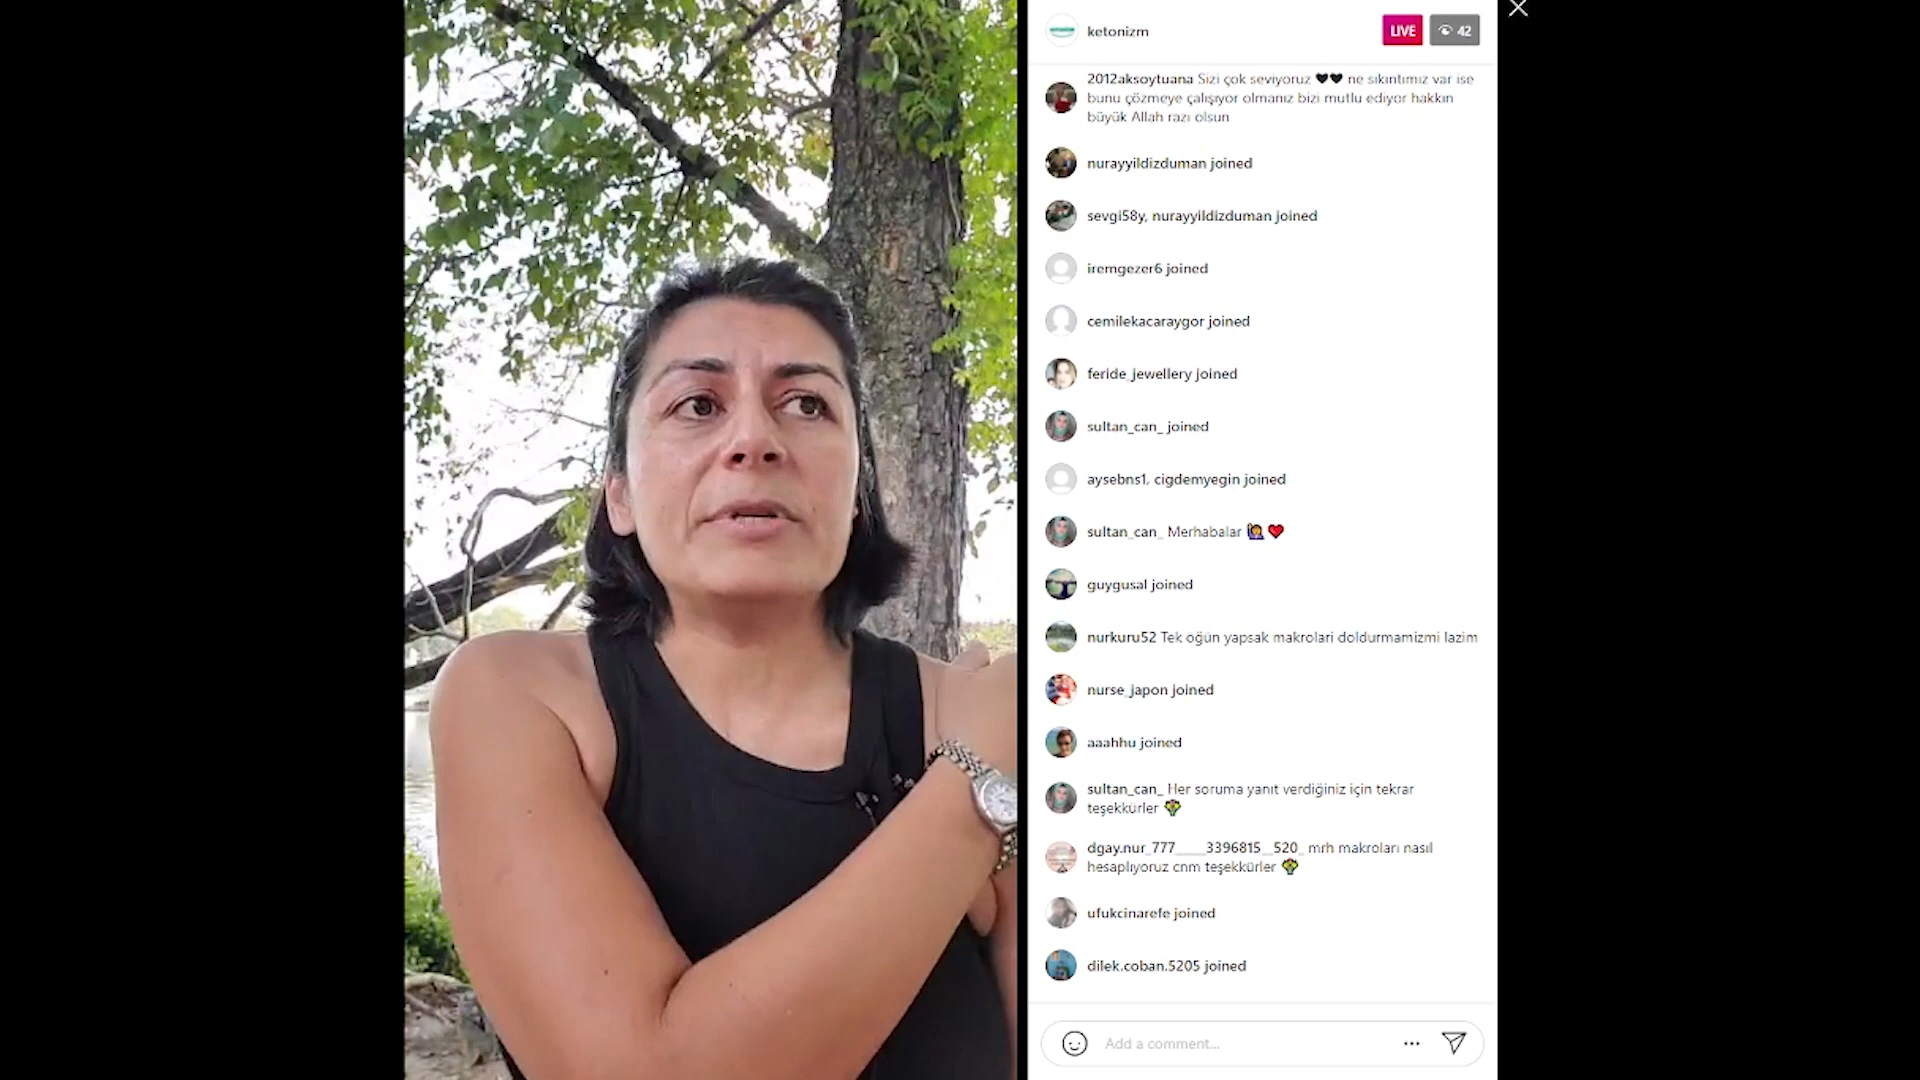 ketonizm
LIVE
42
2012aksoytuana Sizi çok seviyoruz 🖤🖤 ne sıkıntımız var ise
bunu çözmeye çalışıyor olmanız bizi mutlu ediyor hakkın
büyük Allah razı olsun
nurayyildizduman joined
sevgi58y, nurayyildizduman joined
iremgezer6 joined
cemilekacaraygor joined
feride_jewellery joined
sultan_can_ joined
aysebns1, cigdemyegin joined
sultan_can_ Merhabalar 🙋❤️
guygusal joined
nurkuru52 Tek oğün yapsak makrolari doldurmamizmi lazim
nurse_japon joined
aaahhu joined
sultan_can_ Her soruma yanıt verdiğiniz için tekrar
teşekkürler 💐
dgay.nur_777____3396815__520_ mrh makroları nasıl
hesaplıyoruz cnm teşekkürler 💐
ufukcinarefe joined
dilek.coban.5205 joined
Add a comment...